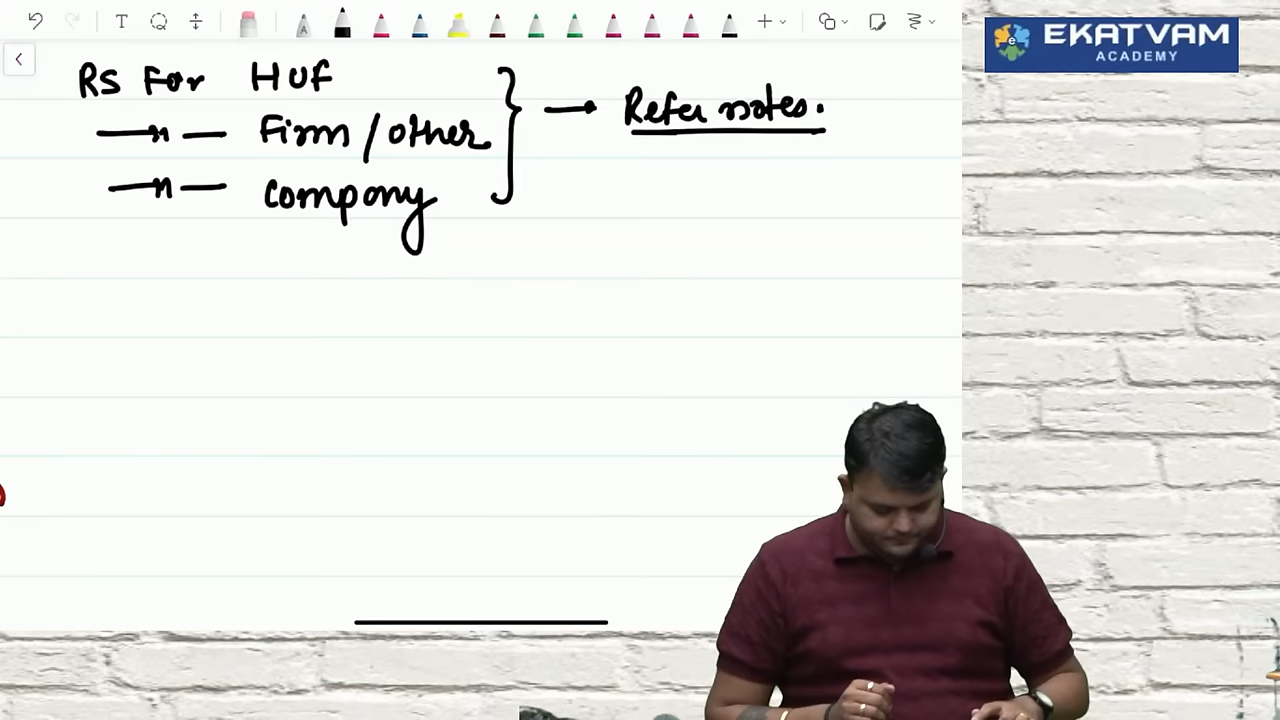 EKATVAM
ACADEMY
RS For HUF
—"— Firm / other
—"— Company
→ Refer notes.